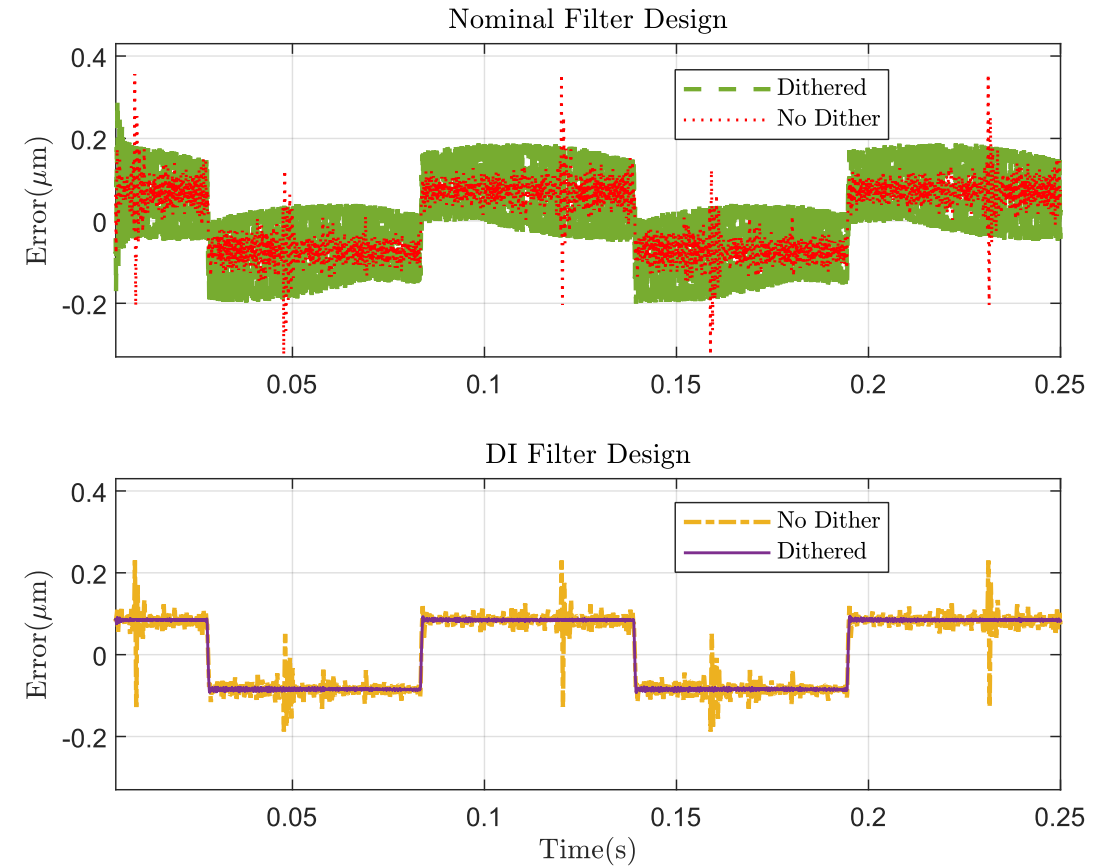 Nominal Filter Design
0.4
0.2
0
-0.2
Error(μm)
Dithered
No Dither
0.05
0.1
0.15
0.2
0.25
DI Filter Design
0.4
0.2
0
-0.2
Error(μm)
No Dither
Dithered
0.05
0.1
0.15
0.2
0.25
Time(s)